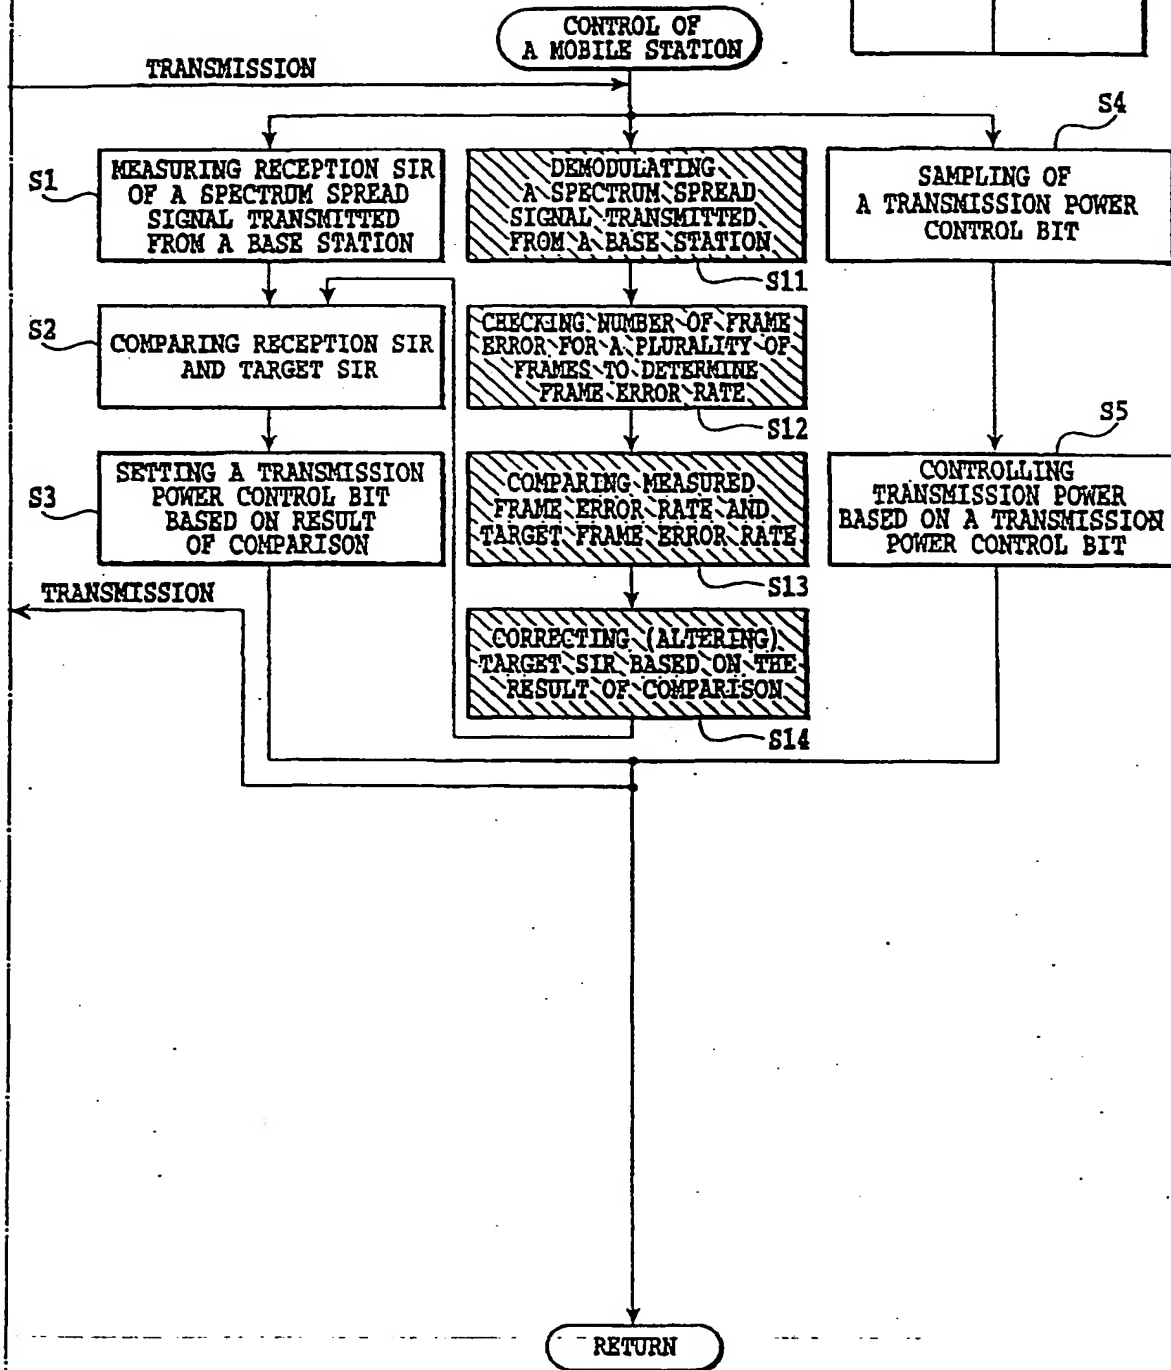 CONTROL OF
A MOBILE STATION
TRANSMISSION
S1
MEASURING RECEPTION SIR
OF A SPECTRUM SPREAD
SIGNAL TRANSMITTED
FROM A BASE STATION
DEMODULATING
A SPECTRUM SPREAD
SIGNAL TRANSMITTED
FROM A BASE STATION
S11
S4
SAMPLING OF
A TRANSMISSION POWER
CONTROL BIT
S2
COMPARING RECEPTION SIR
AND TARGET SIR
CHECKING NUMBER OF FRAME
ERROR FOR A PLURALITY OF
FRAMES TO DETERMINE
FRAME ERROR RATE
S12
S3
SETTING A TRANSMISSION
POWER CONTROL BIT
BASED ON RESULT
OF COMPARISON
COMPARING MEASURED
FRAME ERROR RATE AND
TARGET FRAME ERROR RATE
S13
S5
CONTROLLING
TRANSMISSION POWER
BASED ON A TRANSMISSION
POWER CONTROL BIT
TRANSMISSION
CORRECTING (ALTERING)
TARGET SIR BASED ON THE
RESULT OF COMPARISON
S14
RETURN